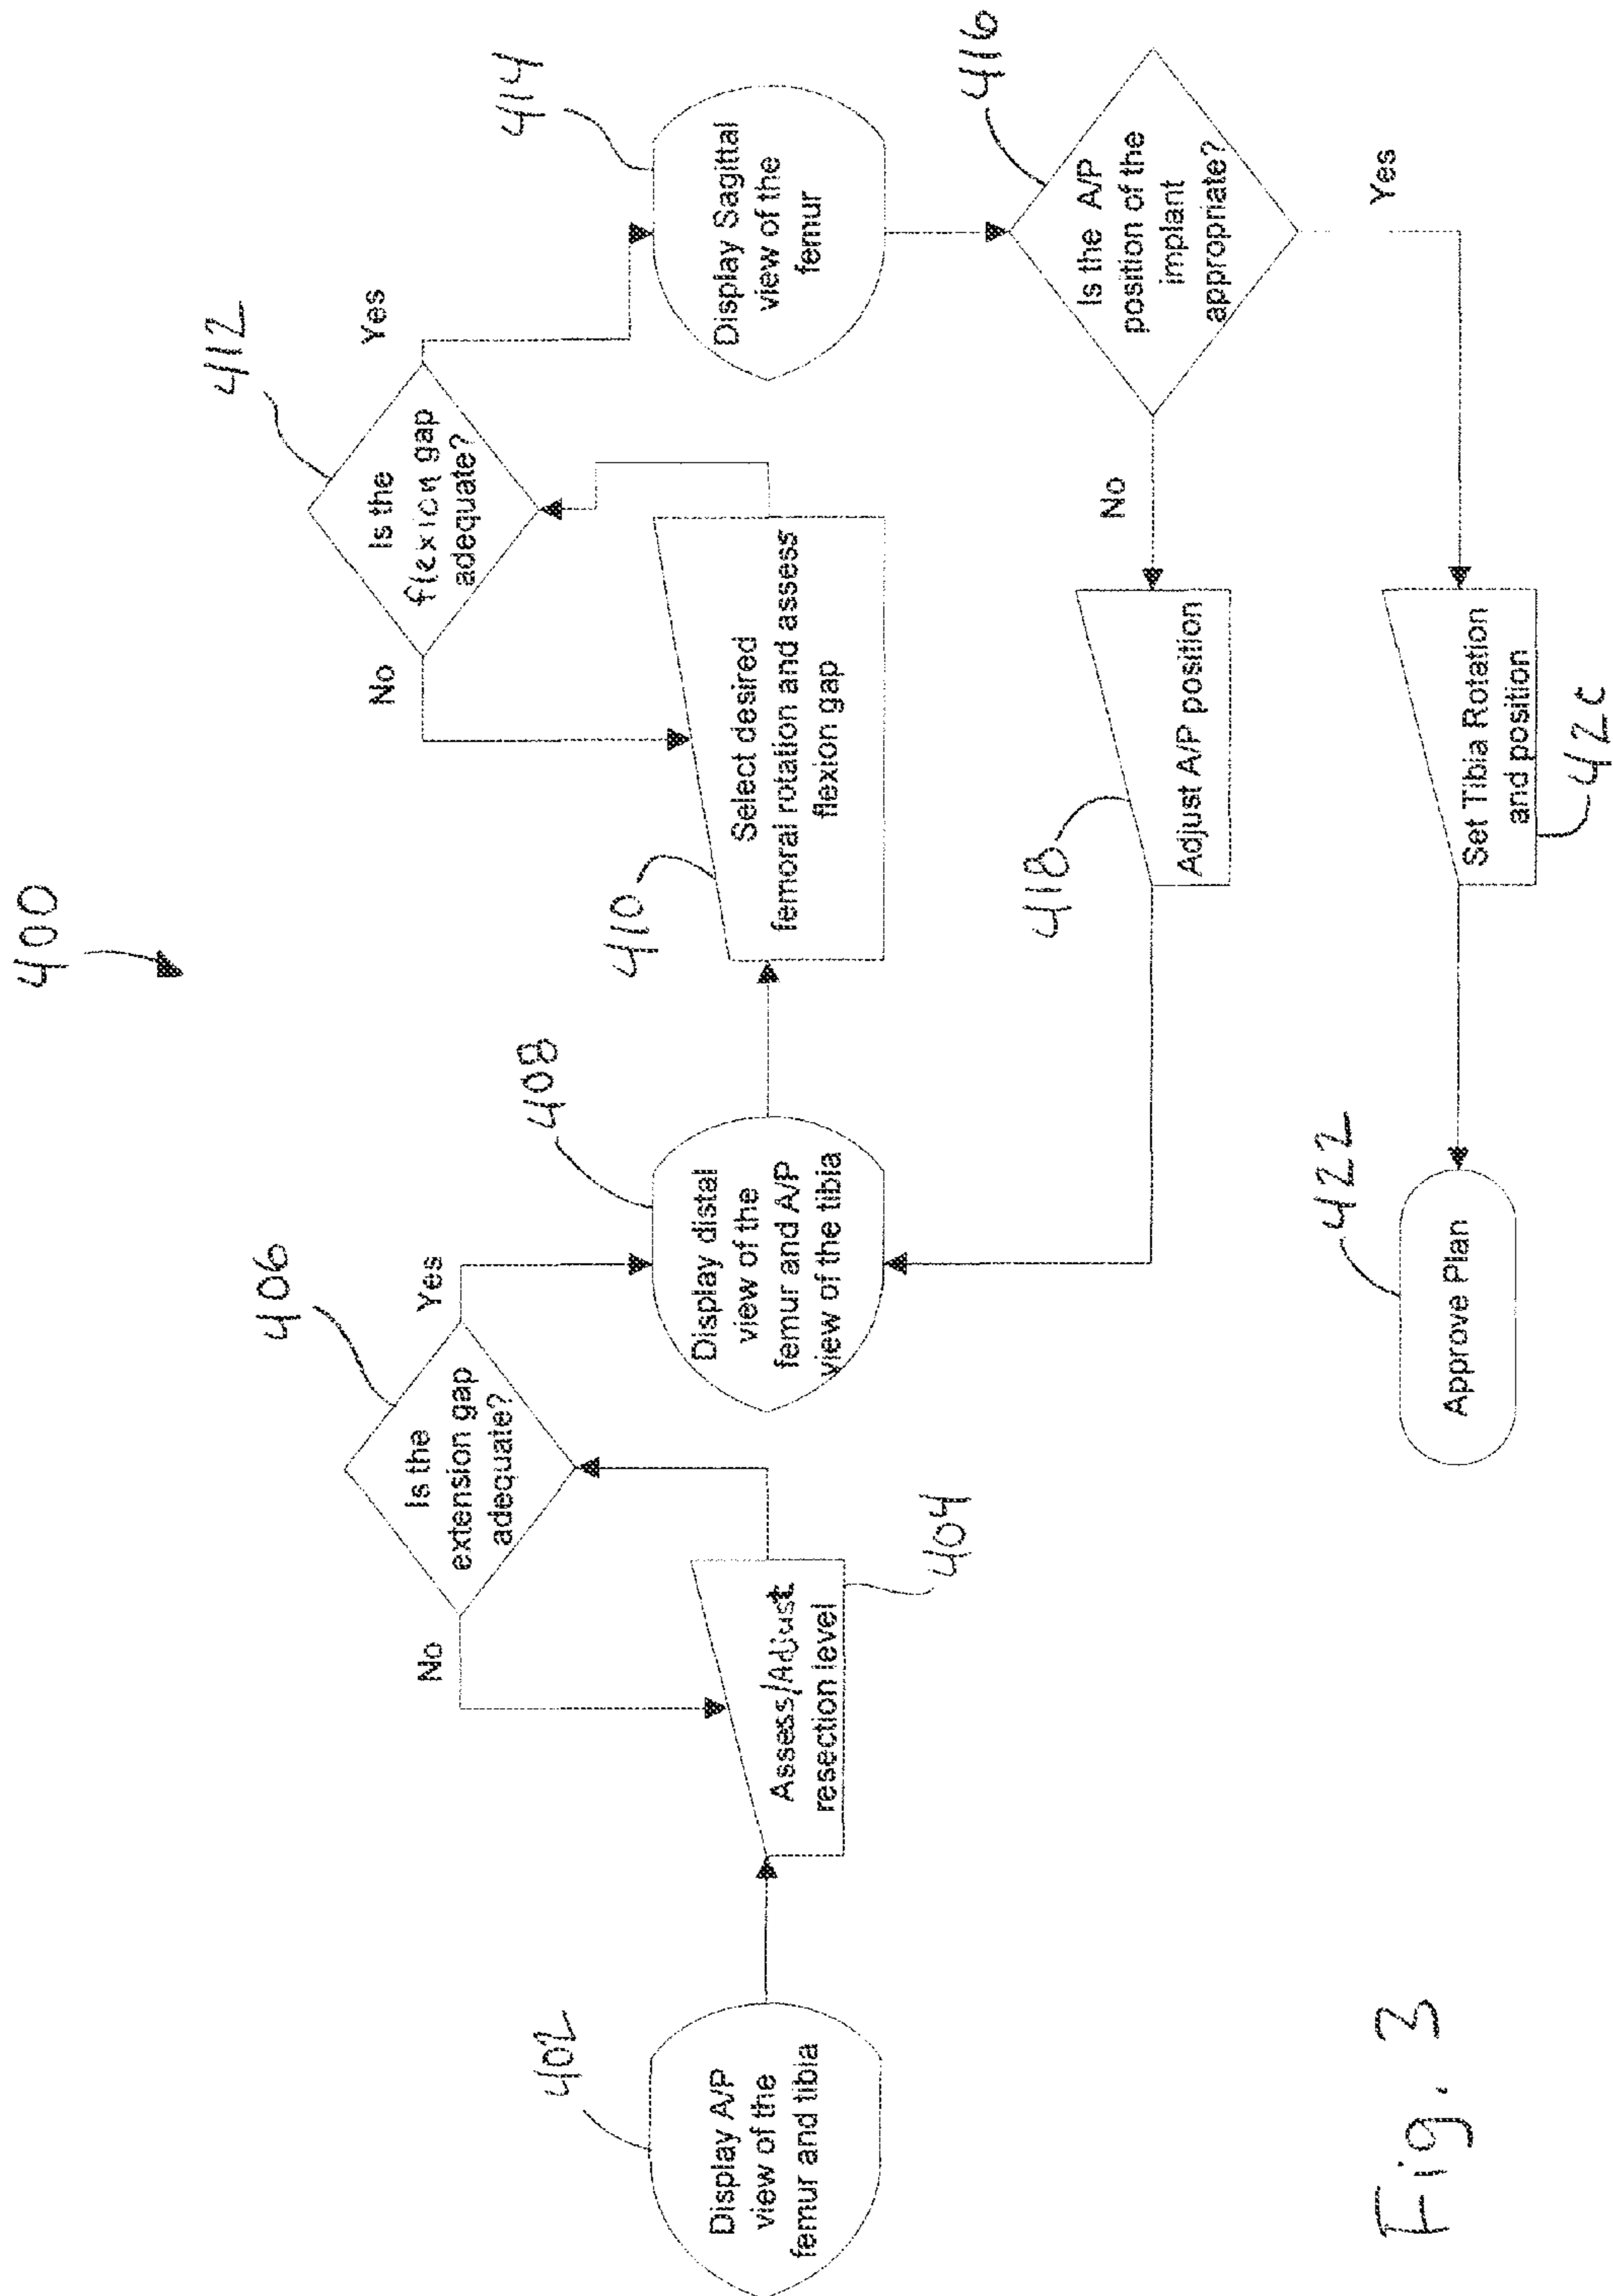 400
402
Display A/P
view of the
femur and tibia
Assess/Adjust
resection level
404
406
Is the
extension gap
adequate?
No
Yes
408
Display distal
view of the
femur and A/P
view of the tibia
410
Select desired
femoral rotation and assess
flexion gap
412
Is the
flexion gap
adequate?
No
Yes
414
Display Sagittal
view of the
femur
416
Is the A/P
position of the
implant
appropriate?
No
Yes
418
Adjust A/P position
Set Tibia Rotation
and position
420
422
Approve Plan
Fig. 3